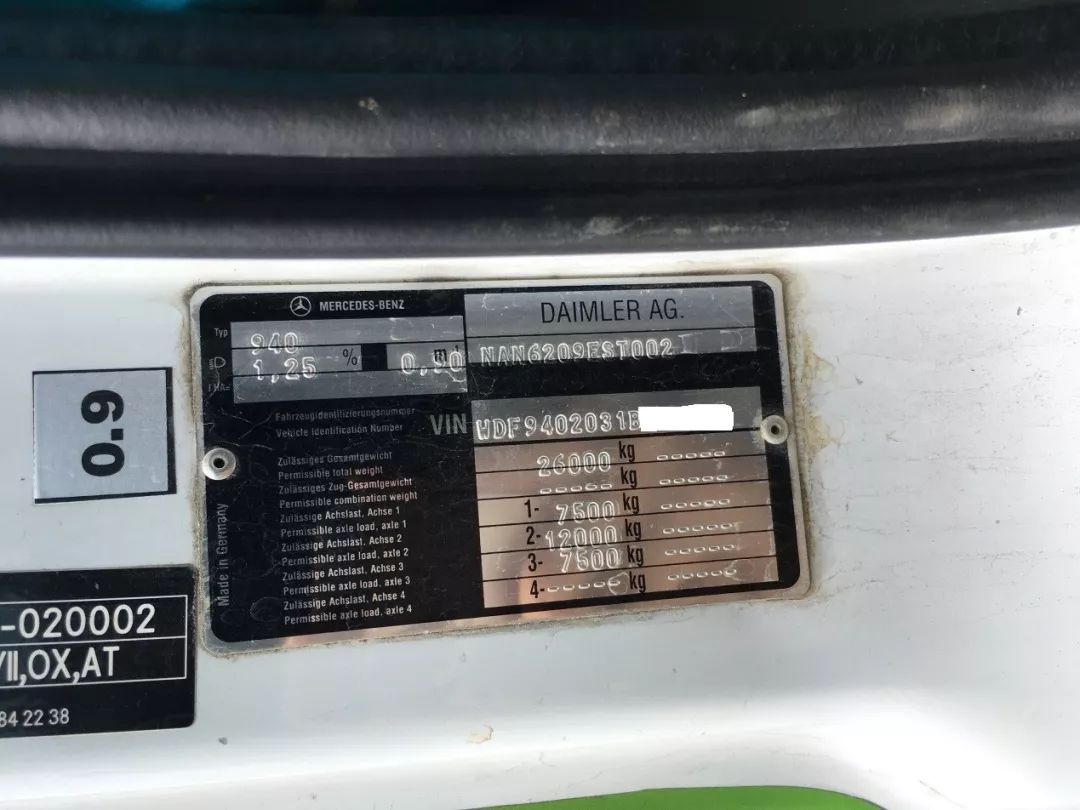 MERCEDES-BENZ
DAIMLER AG.
Typ 940
1,25 % 0,90 m¹
NAN6209EST002
Fahrzeugidentifizierungsnummer
Vehicle Identification Number
VIN WDF9402031B
Zulässiges Gesamtgewicht
Permissible total weight
26000 kg
Zulässiges Zug-Gesamtgewicht
Permissible combination weight
kg
Zulässige Achslast, Achse 1
Permissible axle load, axle 1
1- 7500 kg
Zulässige Achslast, Achse 2
Permissible axle load, axle 2
2- 12000 kg
Zulässige Achslast, Achse 3
Permissible axle load, axle 3
3- 7500 kg
Zulässige Achslast, Achse 4
Permissible axle load, axle 4
4- kg
Made in Germany
0.9
-020002
/II,OX,AT
84 22 38